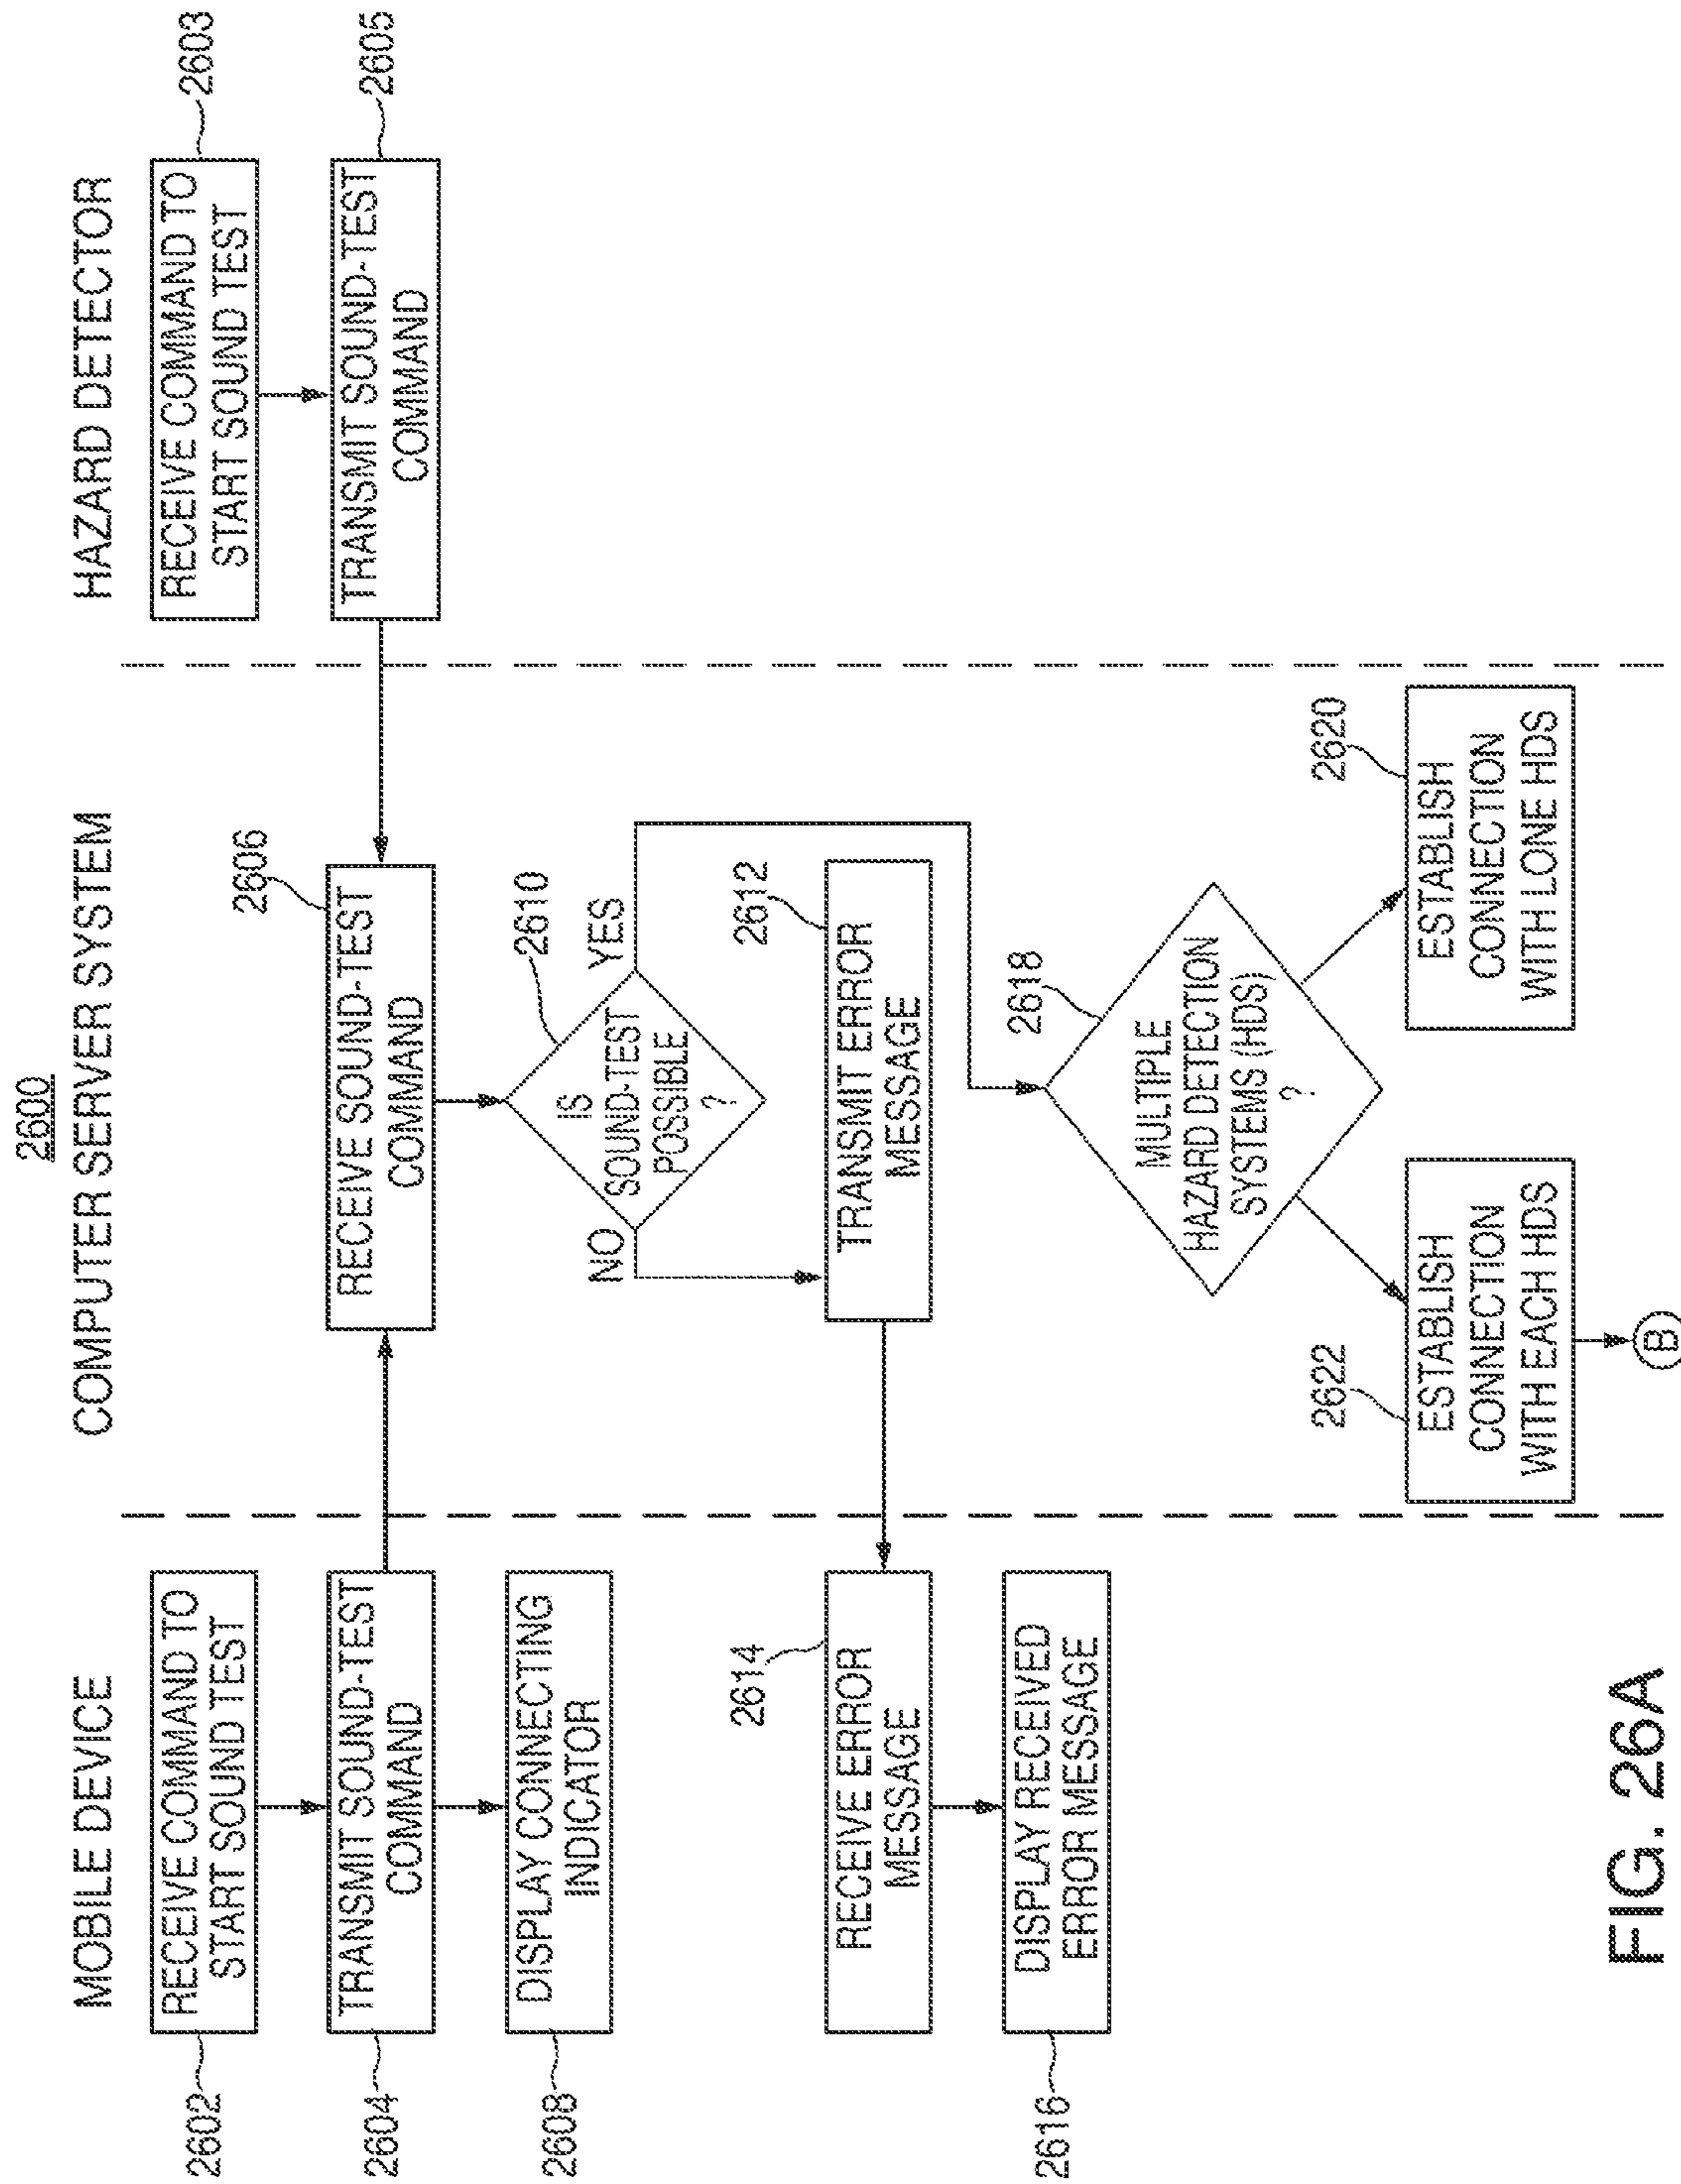 2600
MOBILE DEVICE
COMPUTER SERVER SYSTEM
HAZARD DETECTOR
2602
RECEIVE COMMAND TO
START SOUND TEST
2603
RECEIVE COMMAND TO
START SOUND TEST
2604
TRANSMIT SOUND-TEST
COMMAND
2606
RECEIVE SOUND-TEST
COMMAND
2605
TRANSMIT SOUND-TEST
COMMAND
2608
DISPLAY CONNECTING
INDICATOR
2610
IS
SOUND-TEST
POSSIBLE
?
NO
YES
2612
TRANSMIT ERROR
MESSAGE
2614
RECEIVE ERROR
MESSAGE
2616
DISPLAY RECEIVED
ERROR MESSAGE
2618
MULTIPLE
HAZARD DETECTION
SYSTEMS (HDS)
?
2622
ESTABLISH
CONNECTION
WITH EACH HDS
2620
ESTABLISH
CONNECTION
WITH LONE HDS
B
FIG. 26A